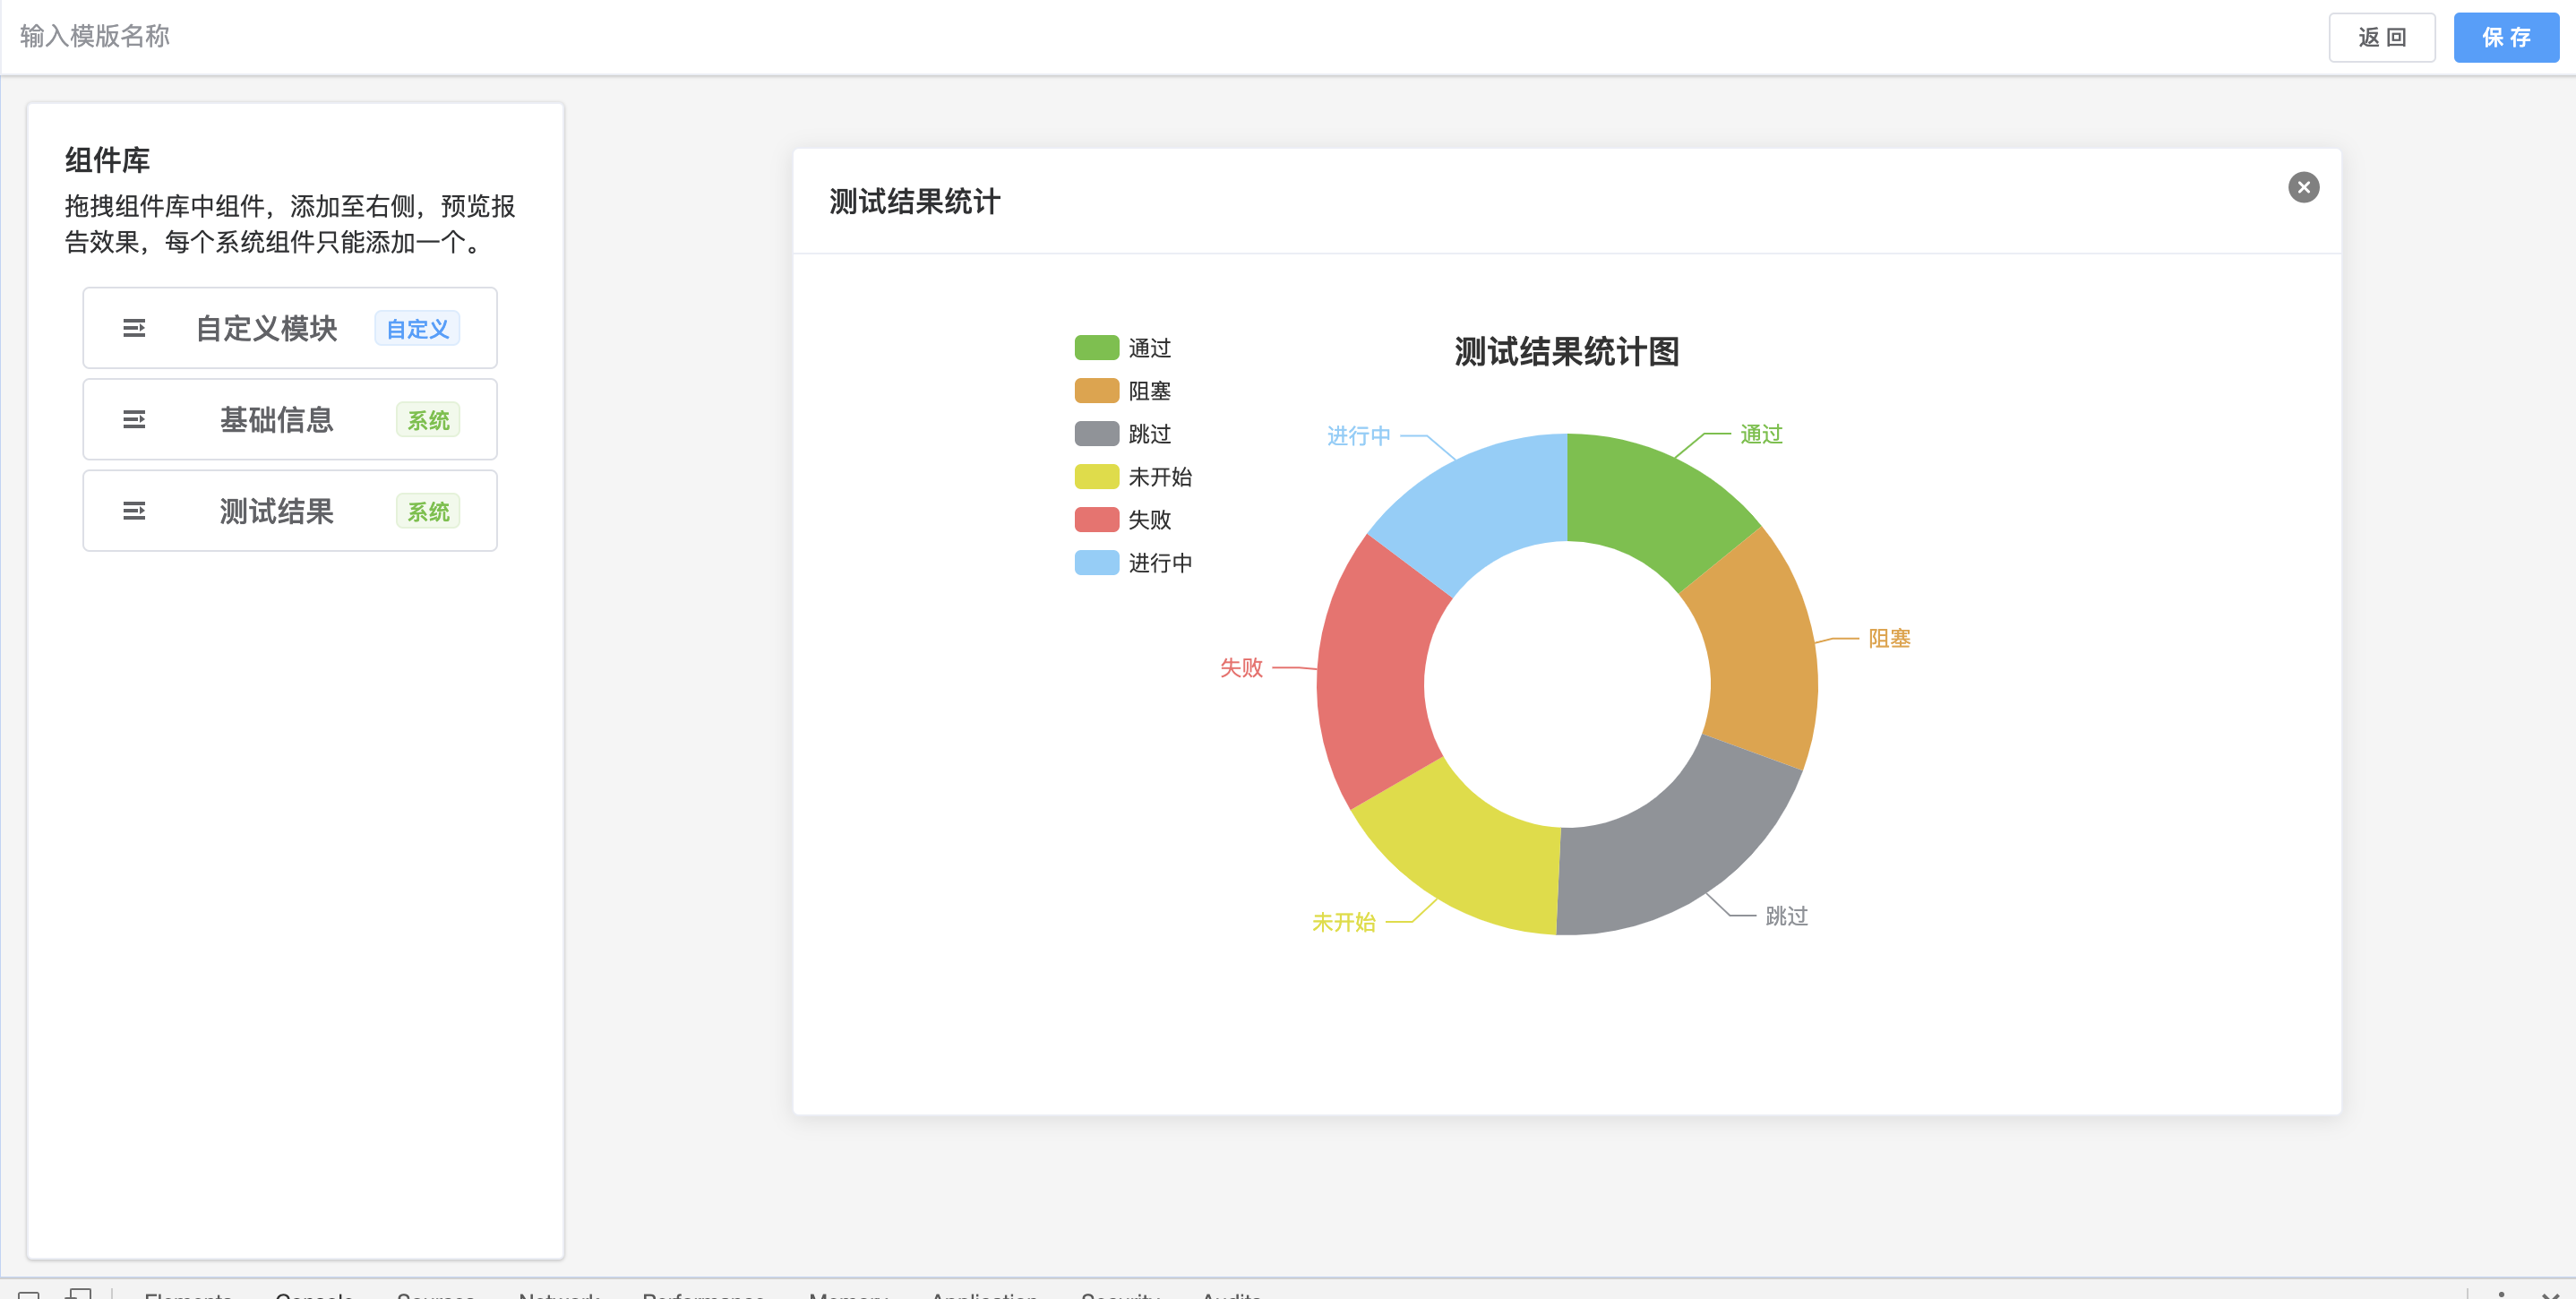 输入模版名称
返 回
保 存
组件库
拖拽组件库中组件，添加至右侧，预览报
告效果，每个系统组件只能添加一个。
自定义模块 自定义
基础信息 系统
测试结果 系统
测试结果统计
测试结果统计图
通过
阻塞
跳过
未开始
失败
进行中
进行中
通过
阻塞
失败
未开始
跳过
Elements Console Sources Network Performance Memory Application Security Audits